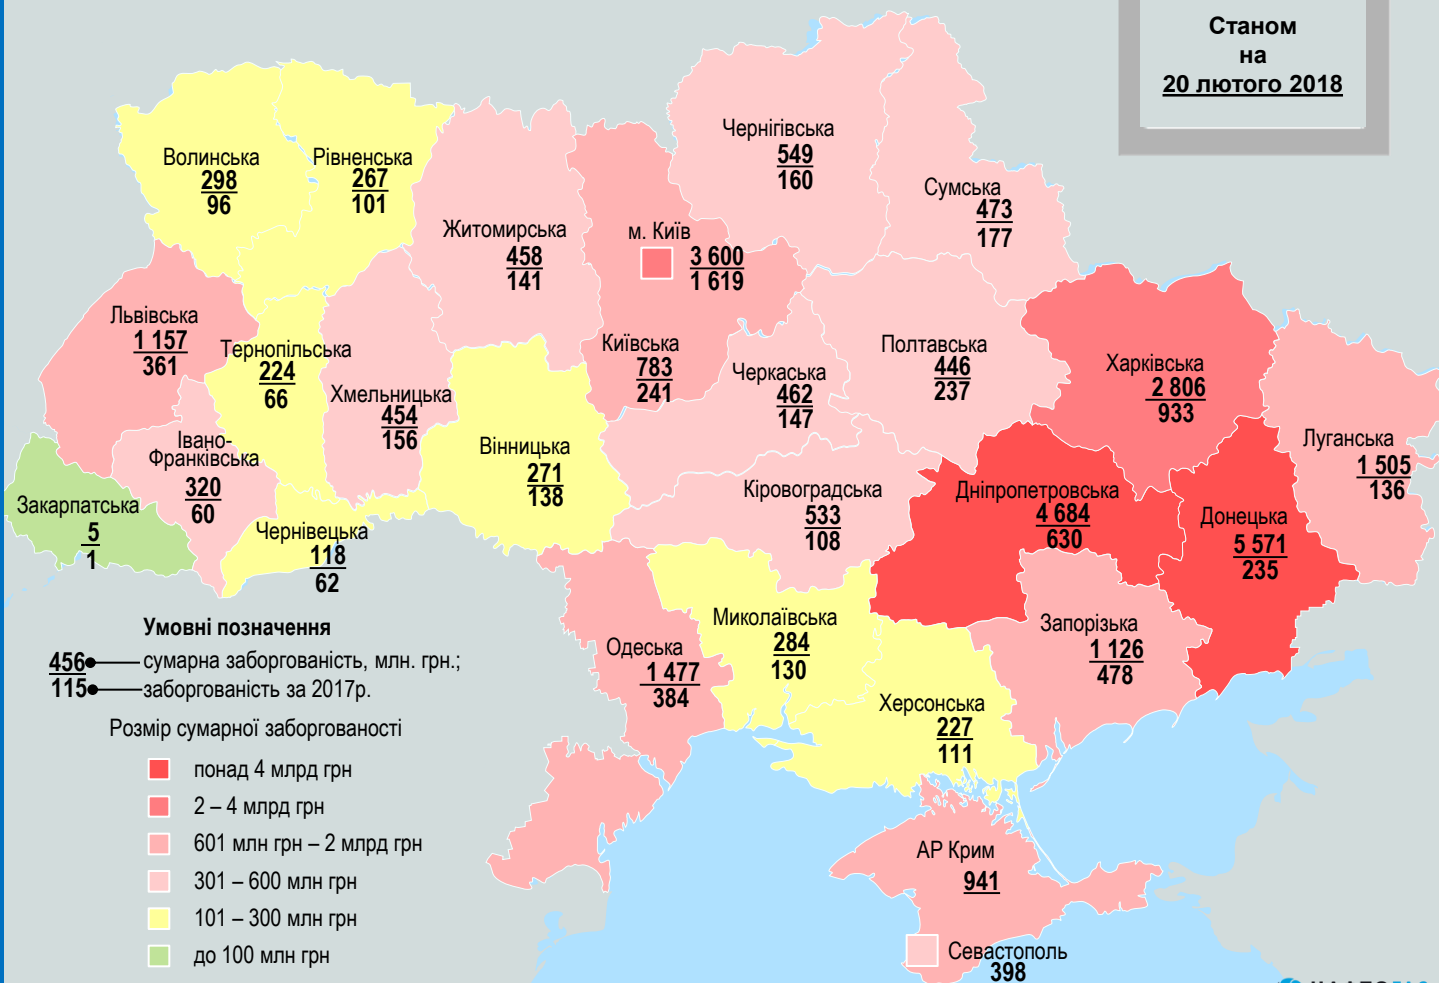 Станом
на
20 лютого 2018
Чернігівська
549
160
Волинська
298
96
Рівненська
267
101
Сумська
473
177
Житомирська
458
141
м. Київ
3 600
1 619
Львівська
1 157
361
Тернопільська
224
66
Київська
783
241
Полтавська
446
237
Харківська
2 806
933
Черкаська
462
147
Хмельницька
454
156
Івано-
Франківська
320
60
Вінницька
271
138
Луганська
1 505
136
Закарпатська
5
1
Кіровоградська
533
108
Дніпропетровська
4 684
630
Донецька
5 571
235
Чернівецька
118
62
Миколаївська
284
130
Запорізька
1 126
478
Одеська
1 477
384
Херсонська
227
111
АР Крим
941
Севастополь
398
Умовні позначення
456 сумарна заборгованість, млн. грн.;
115 заборгованість за 2017р.
Розмір сумарної заборгованості
понад 4 млрд грн
2 – 4 млрд грн
601 млн грн – 2 млрд грн
301 – 600 млн грн
101 – 300 млн грн
до 100 млн грн